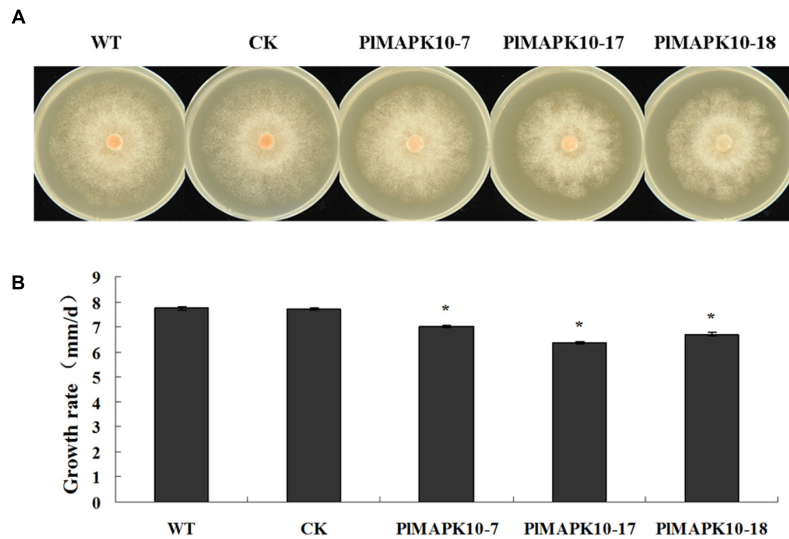 A
WT CK PlMAPK10-7 PlMAPK10-17 PlMAPK10-18
B
Growth rate（mm/d）
9
8
7
6
5
4
3
2
1
0
* * *
WT CK PlMAPK10-7 PlMAPK10-17 PlMAPK10-18